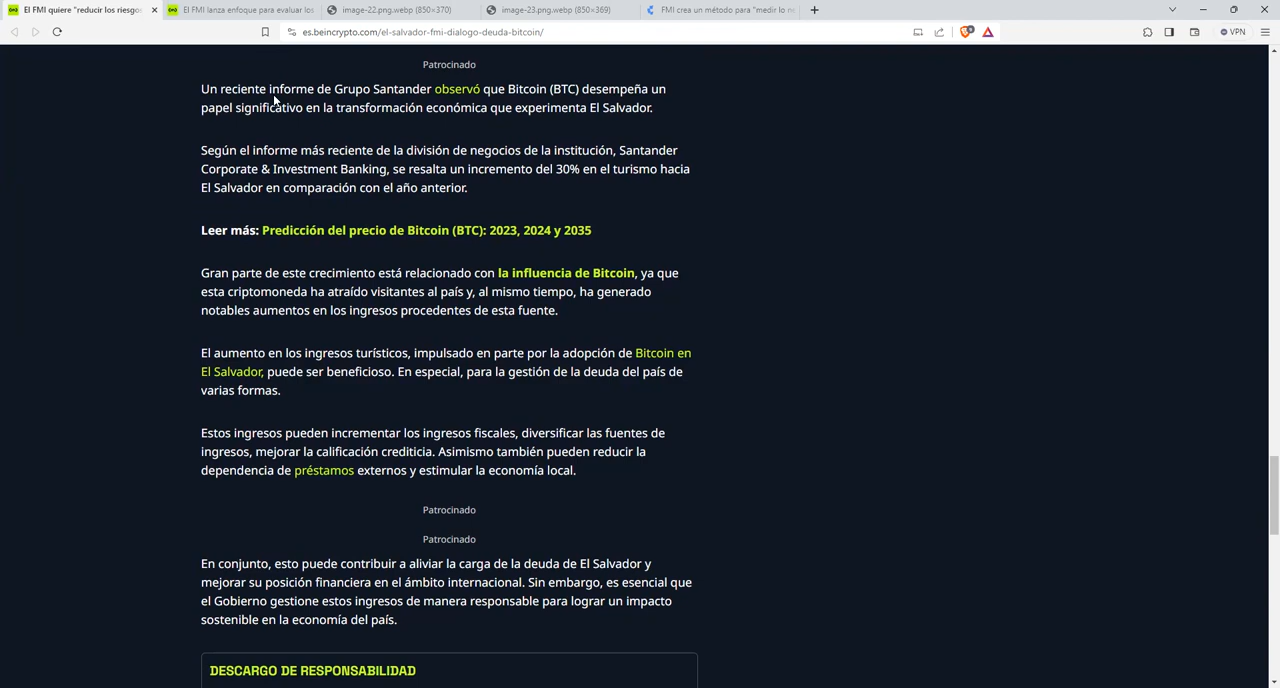 El FMI quiere "reducir los riesgos
El FMI lanza enfoque para evaluar los
image-22.png.webp (850×370)
image-23.png.webp (850×369)
FMI crea un método para "medir lo ne
es.beincrypto.com/el-salvador-fmi-dialogo-deuda-bitcoin/
VPN
Patrocinado
Un reciente informe de Grupo Santander observó que Bitcoin (BTC) desempeña un
papel significativo en la transformación económica que experimenta El Salvador.
Según el informe más reciente de la división de negocios de la institución, Santander
Corporate & Investment Banking, se resalta un incremento del 30% en el turismo hacia
El Salvador en comparación con el año anterior.
Leer más: Predicción del precio de Bitcoin (BTC): 2023, 2024 y 2035
Gran parte de este crecimiento está relacionado con la influencia de Bitcoin, ya que
esta criptomoneda ha atraído visitantes al país y, al mismo tiempo, ha generado
notables aumentos en los ingresos procedentes de esta fuente.
El aumento en los ingresos turísticos, impulsado en parte por la adopción de Bitcoin en
El Salvador, puede ser beneficioso. En especial, para la gestión de la deuda del país de
varias formas.
Estos ingresos pueden incrementar los ingresos fiscales, diversificar las fuentes de
ingresos, mejorar la calificación crediticia. Asimismo también pueden reducir la
dependencia de préstamos externos y estimular la economía local.
Patrocinado
Patrocinado
En conjunto, esto puede contribuir a aliviar la carga de la deuda de El Salvador y
mejorar su posición financiera en el ámbito internacional. Sin embargo, es esencial que
el Gobierno gestione estos ingresos de manera responsable para lograr un impacto
sostenible en la economía del país.
DESCARGO DE RESPONSABILIDAD